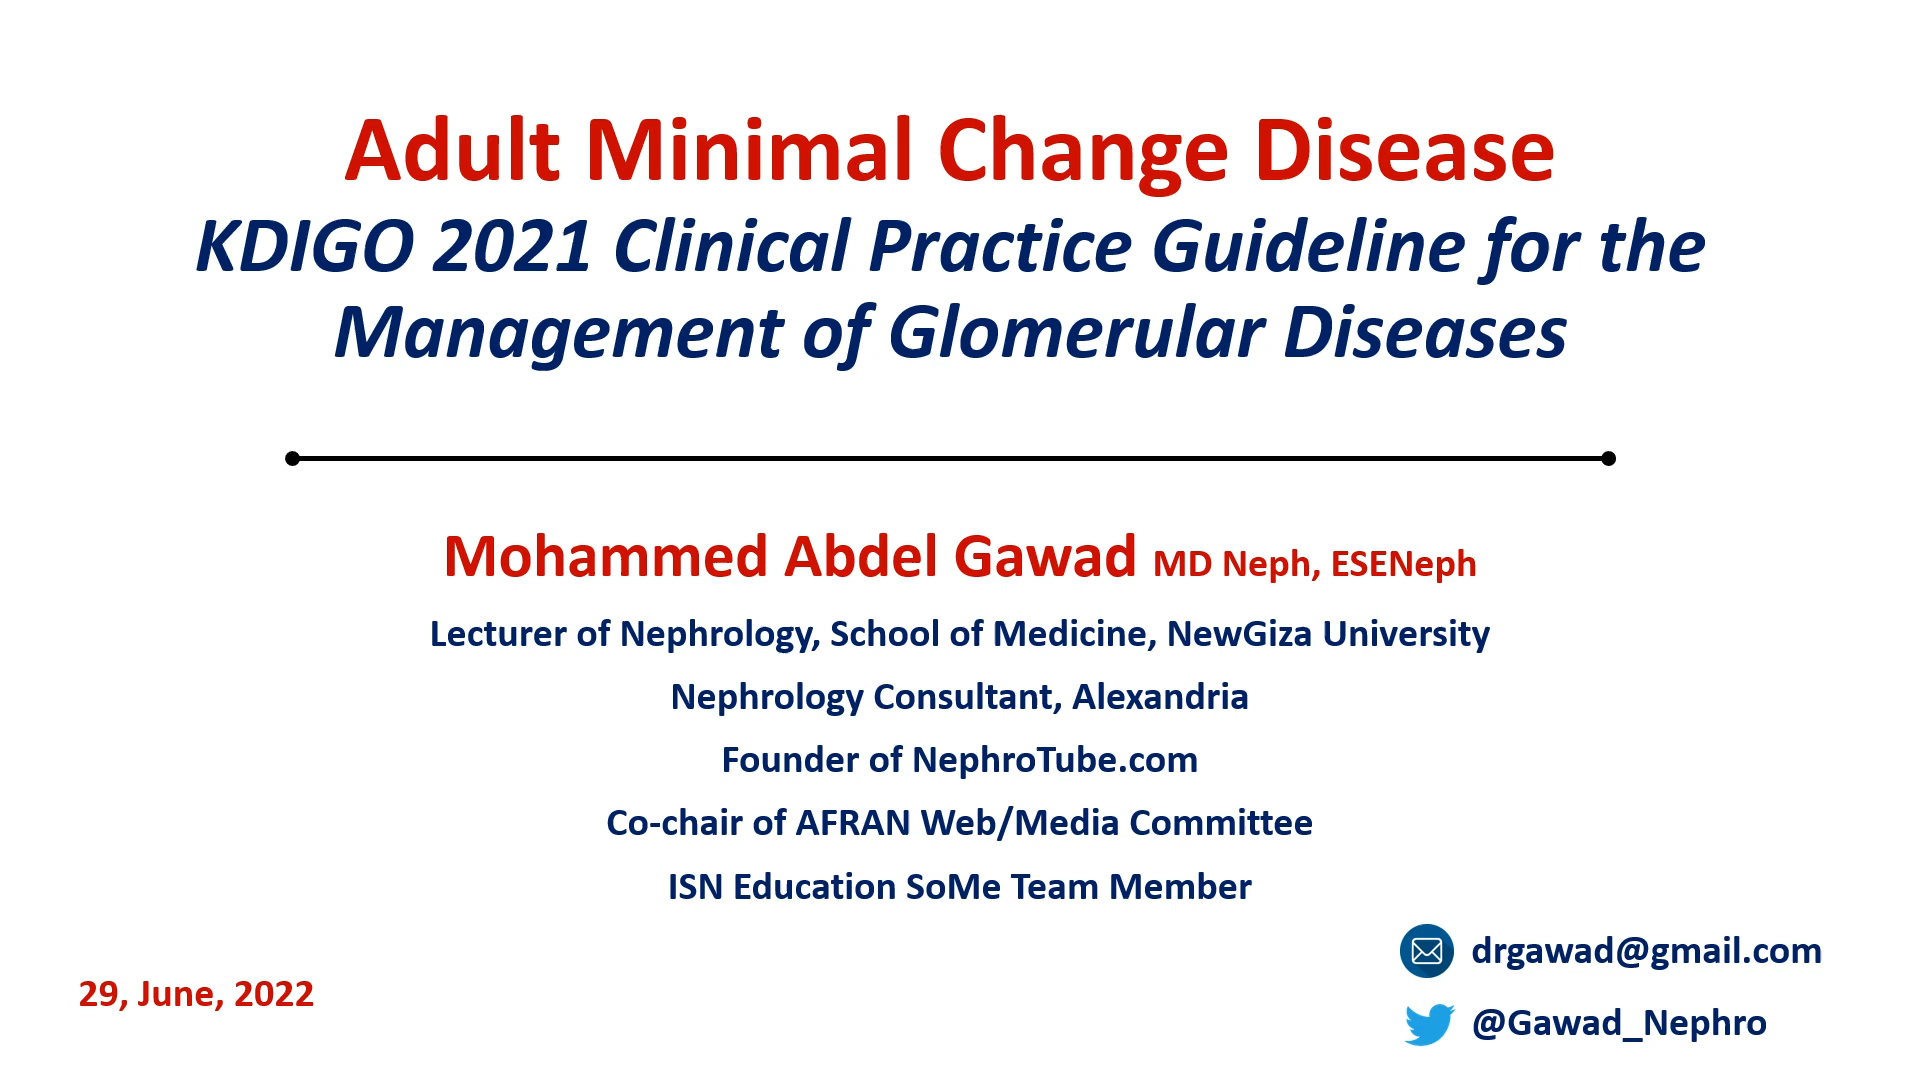 Adult Minimal Change Disease
KDIGO 2021 Clinical Practice Guideline for the
Management of Glomerular Diseases
Mohammed Abdel Gawad MD Neph, ESENeph
Lecturer of Nephrology, School of Medicine, NewGiza University
Nephrology Consultant, Alexandria
Founder of NephroTube.com
Co-chair of AFRAN Web/Media Committee
ISN Education SoMe Team Member
drgawad@gmail.com
29, June, 2022
@Gawad_Nephro